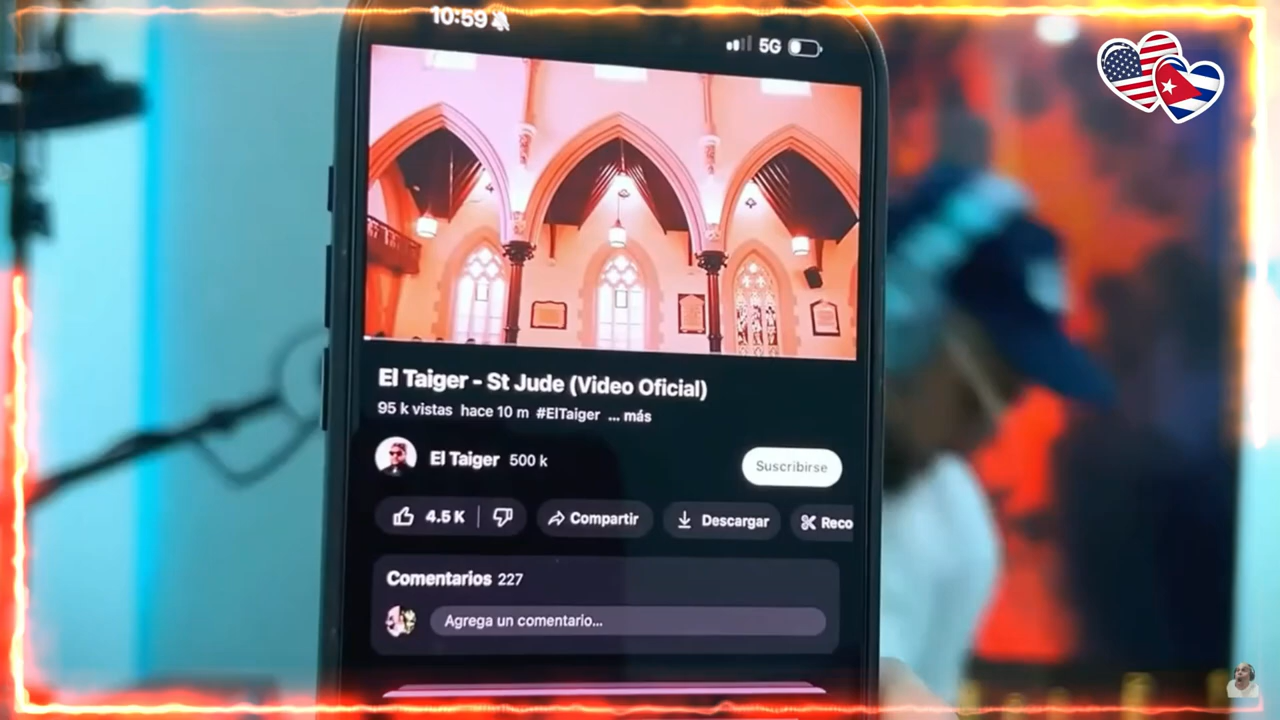 10:59
5G
El Taiger - St Jude (Video Oficial)
95 k vistas hace 10 m #ElTaiger ... más
El Taiger 500 k
Suscribirse
4.5 K
Compartir
Descargar
Reco
Comentarios 227
Agrega un comentario...